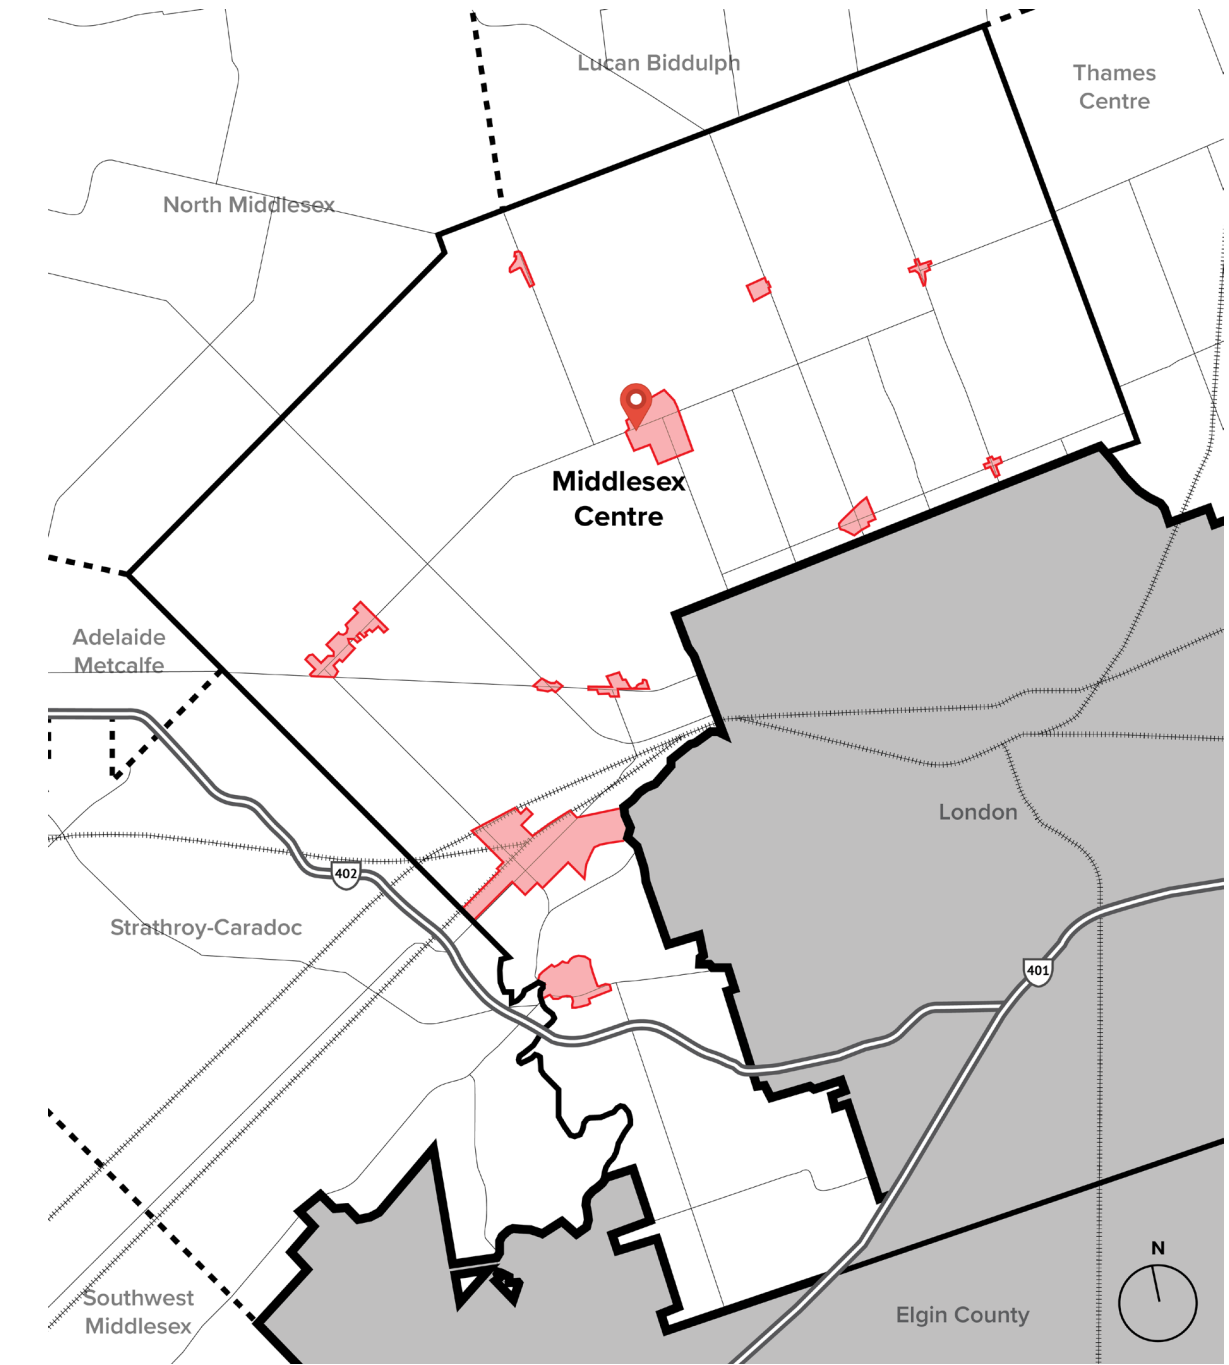 Lucan Biddulph
Thames
Centre
North Middlesex
Middlesex
Centre
Adelaide
Metcalfe
London
402
Strathroy-Caradoc
401
N
Southwest
Middlesex
Elgin County